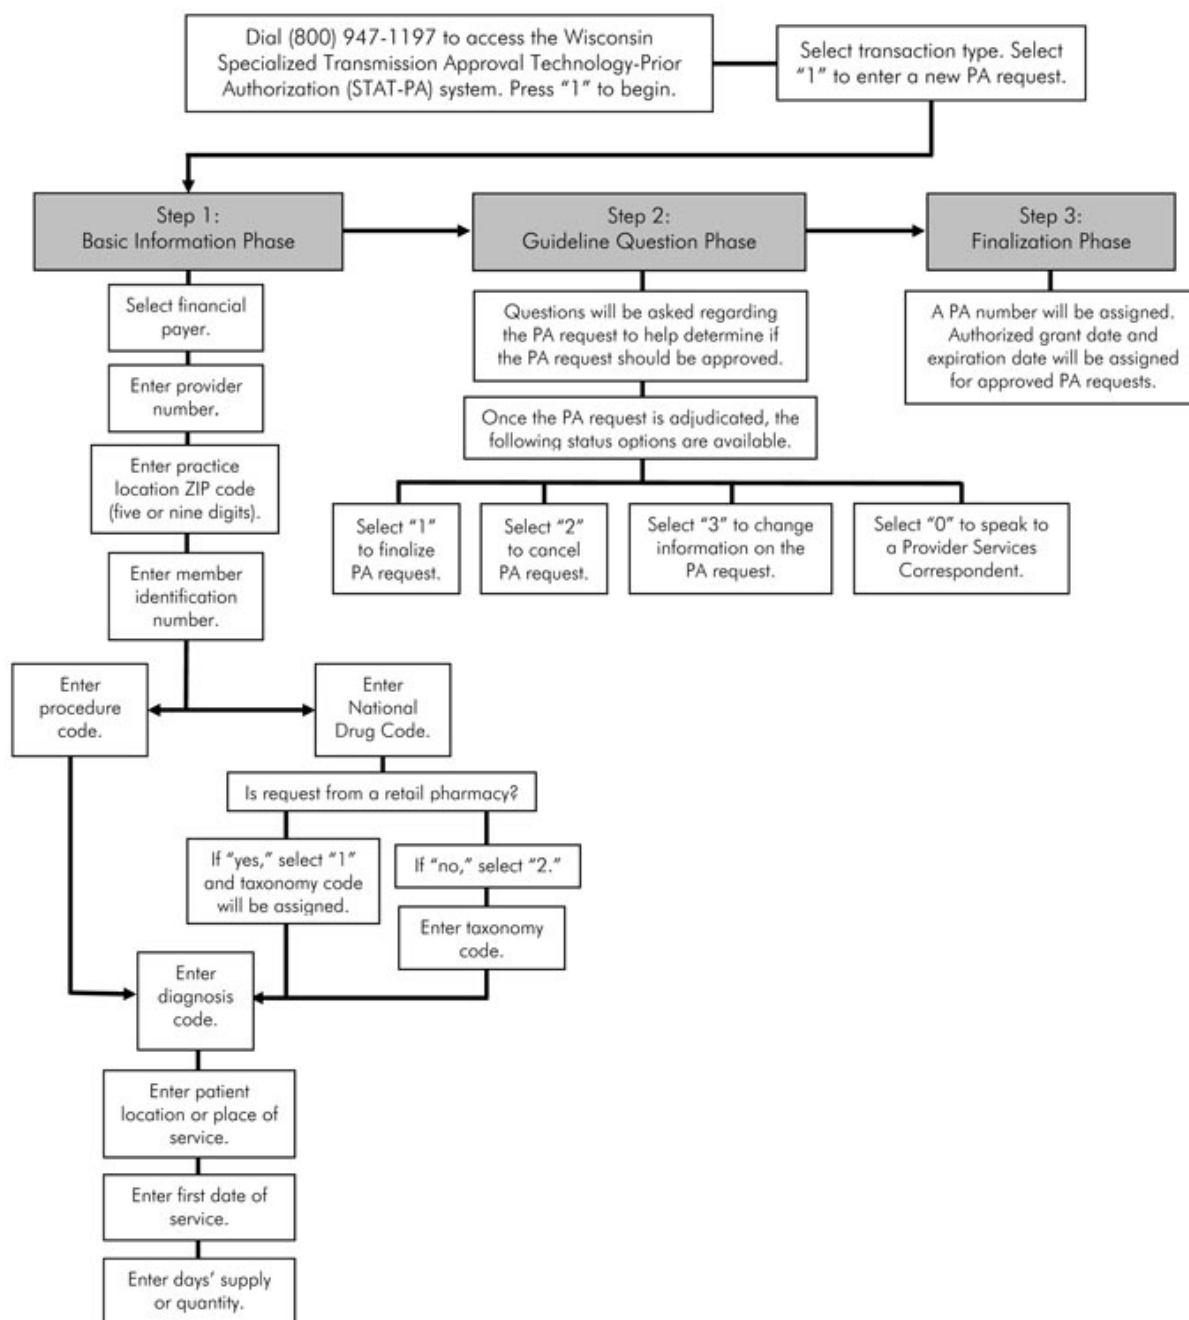 Dial (800) 947-1197 to access the Wisconsin
Specialized Transmission Approval Technology-Prior
Authorization (STAT-PA) system. Press “1” to begin.
Select transaction type. Select
“1” to enter a new PA request.
Step 1:
Basic Information Phase
Step 2:
Guideline Question Phase
Step 3:
Finalization Phase
Select financial
payer.
Enter provider
number.
Enter practice
location ZIP code
(five or nine digits).
Enter member
identification
number.
Questions will be asked regarding
the PA request to help determine if
the PA request should be approved.
Once the PA request is adjudicated, the
following status options are available.
Select “1”
to finalize
PA request.
Select “2”
to cancel
PA request.
Select “3” to change
information on the
PA request.
Select “0” to speak to
a Provider Services
Correspondent.
A PA number will be assigned.
Authorized grant date and
expiration date will be assigned
for approved PA requests.
Enter
procedure
code.
Enter
National
Drug Code.
Is request from a retail pharmacy?
If “yes,” select “1”
and taxonomy code
will be assigned.
If “no,” select “2.”
Enter taxonomy
code.
Enter
diagnosis
code.
Enter patient
location or place of
service.
Enter first date of
service.
Enter days’ supply
or quantity.